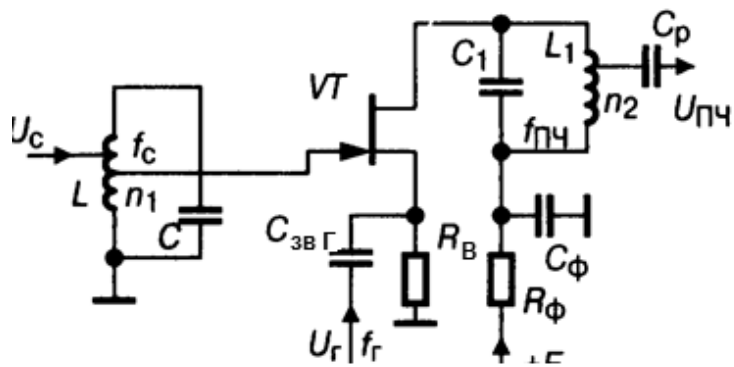 C₁ L₁ Cр
VT
Uс fс fПЧ n₂ UПЧ
L n₁ C
Cзв Г RВ Cф
Rф
Uг fг +E